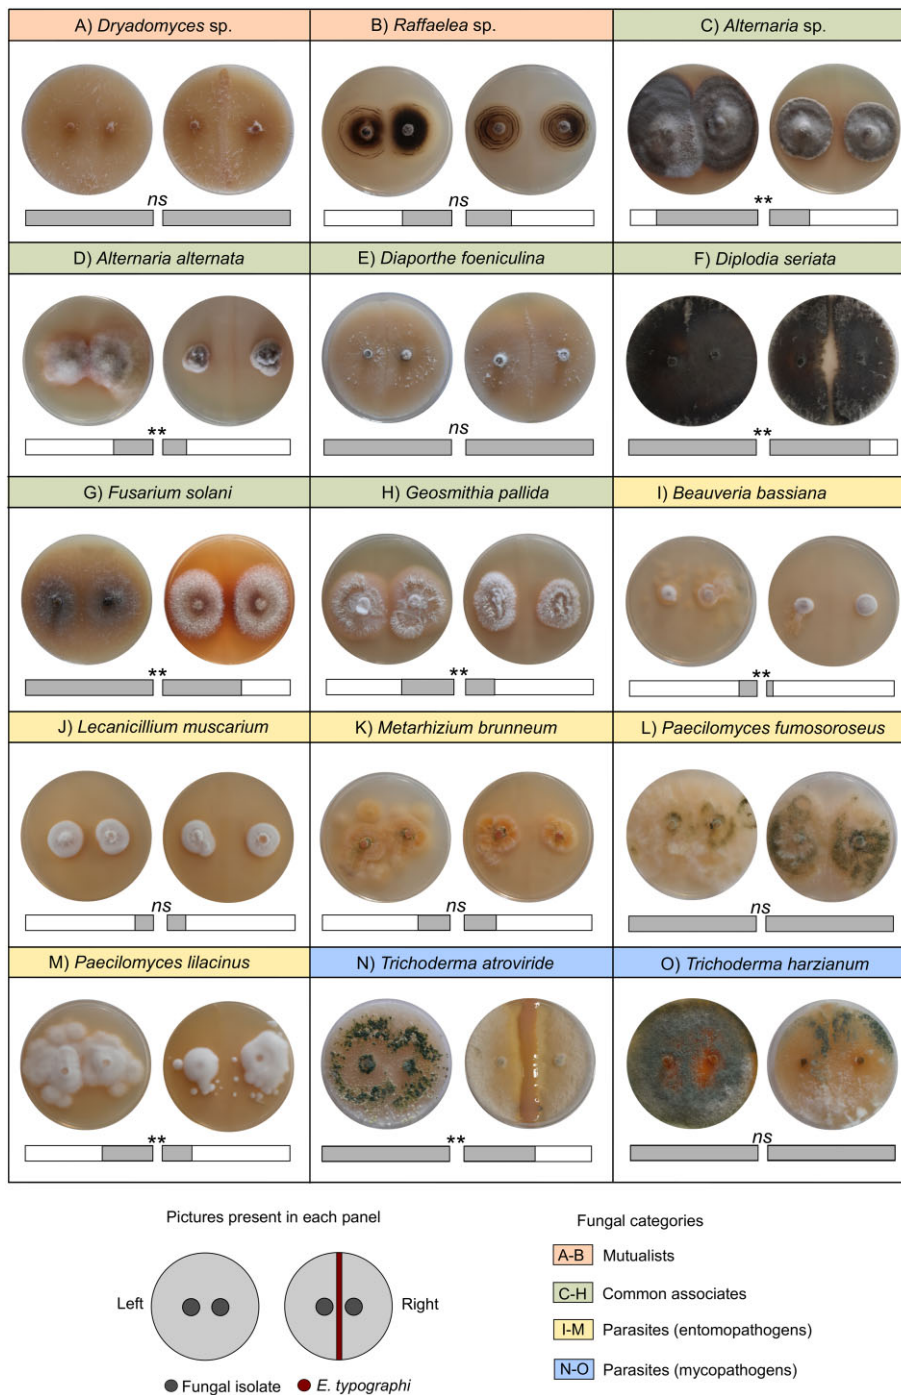 A) Dryadomyces sp.
B) Raffaelea sp.
C) Alternaria sp.
ns
ns
**
D) Alternaria alternata
E) Diaporthe foeniculina
F) Diplodia seriata
**
ns
**
G) Fusarium solani
H) Geosmithia pallida
I) Beauveria bassiana
**
**
**
J) Lecanicillium muscarium
K) Metarhizium brunneum
L) Paecilomyces fumosoroseus
ns
ns
ns
M) Paecilomyces lilacinus
N) Trichoderma atroviride
O) Trichoderma harzianum
**
**
ns
Pictures present in each panel
Left
Right
Fungal isolate
E. typographi
Fungal categories
A-B Mutualists
C-H Common associates
I-M Parasites (entomopathogens)
N-O Parasites (mycopathogens)